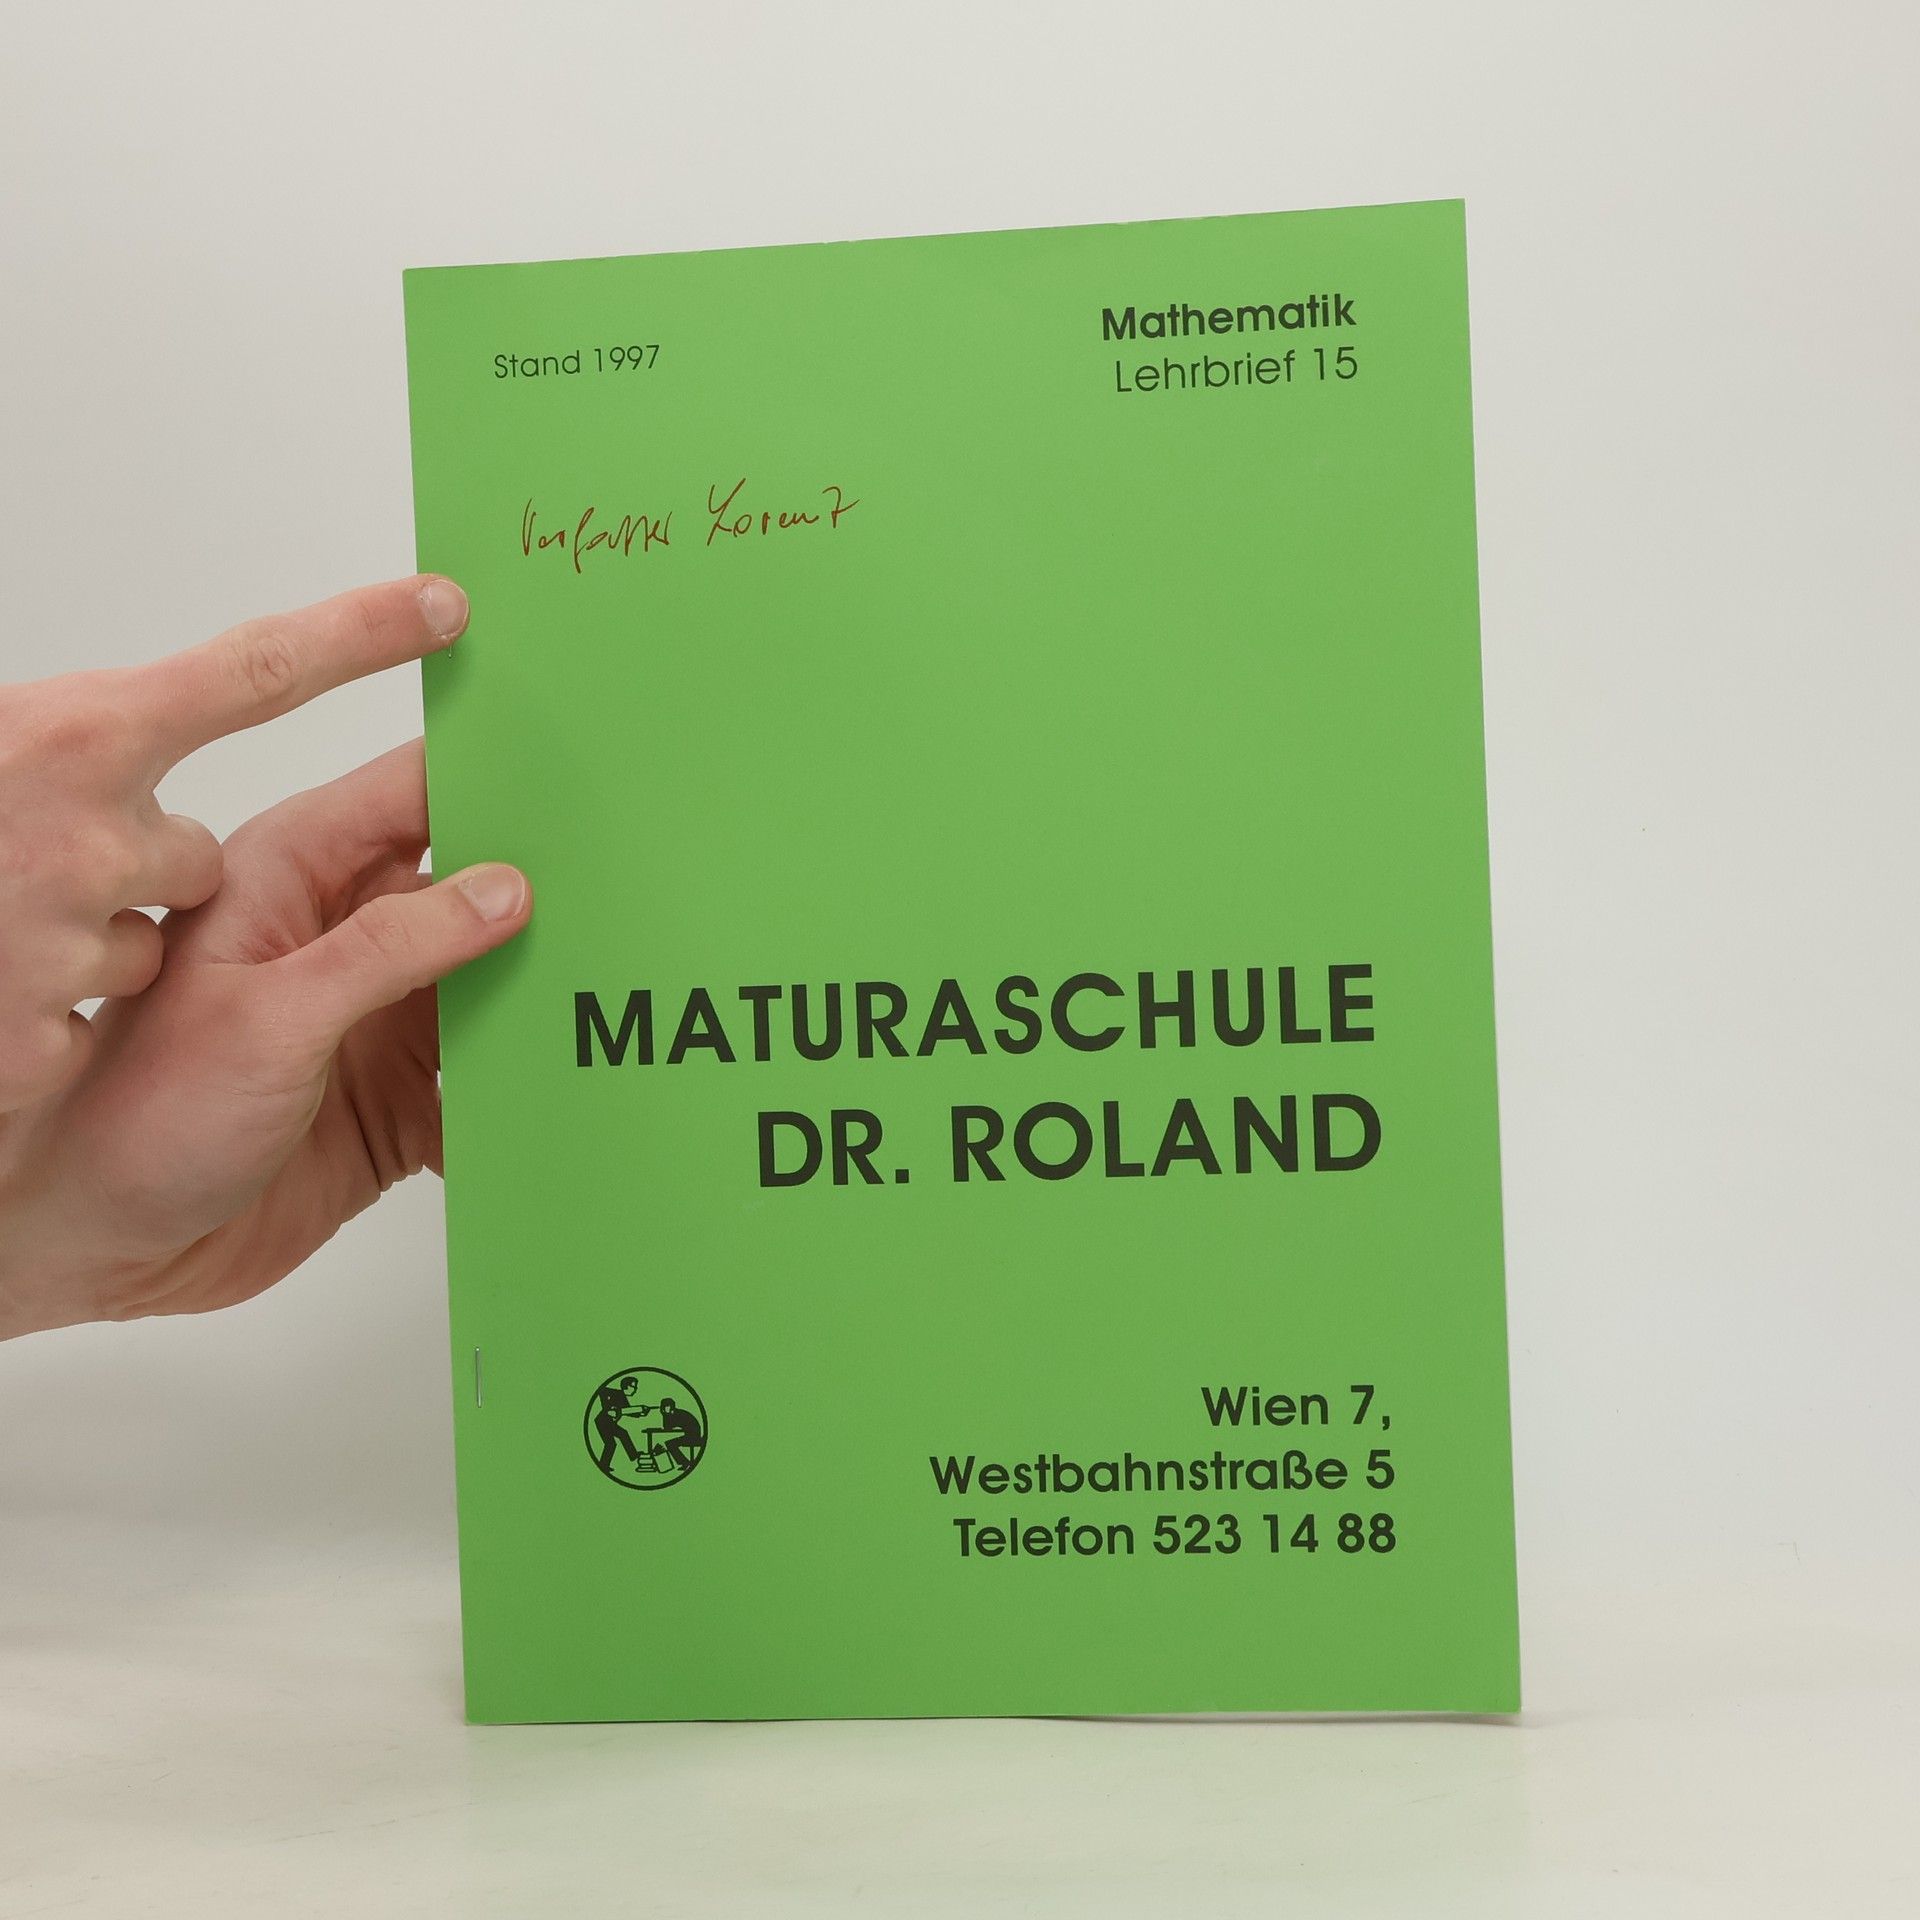 Mathematik
Stand 1997
Lehrbrief 15
Verfasser Lorenz
MATURASCHULE
DR. ROLAND
Wien 7,
Westbahnstraße 5
Telefon 523 14 88